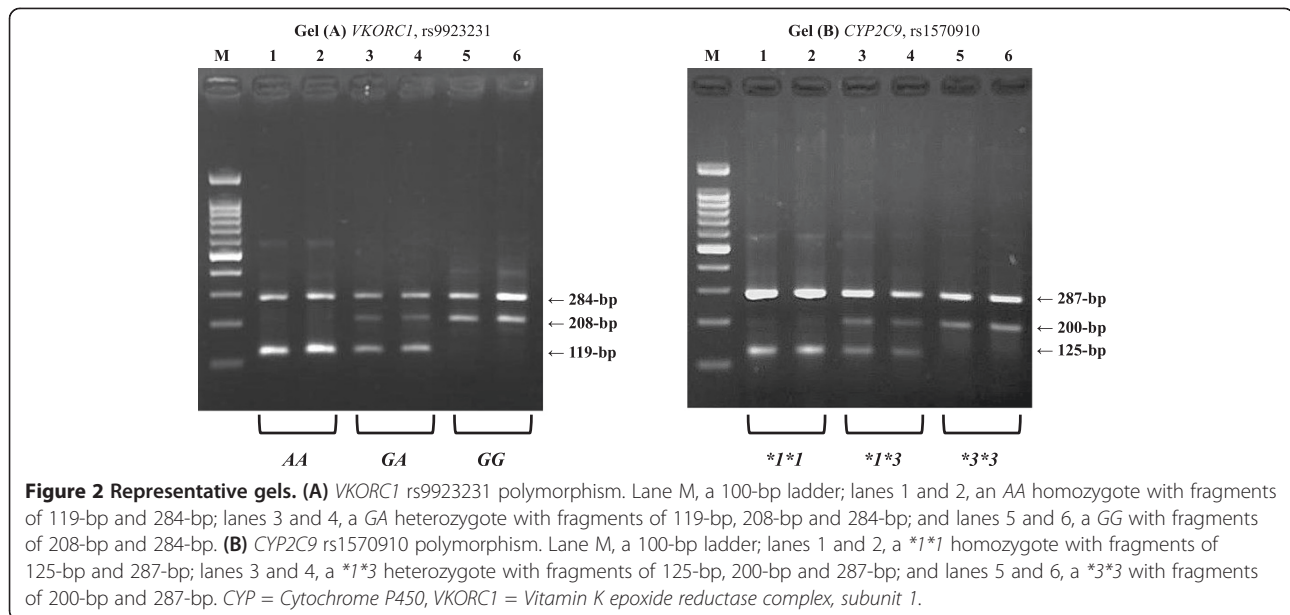 Gel (A) VKORC1, rs9923231
M 1 2 3 4 5 6
← 284-bp
← 208-bp
← 119-bp
AA GA GG
Gel (B) CYP2C9, rs1570910
M 1 2 3 4 5 6
← 287-bp
← 200-bp
← 125-bp
*1*1 *1*3 *3*3
Figure 2 Representative gels. (A) VKORC1 rs9923231 polymorphism. Lane M, a 100-bp ladder; lanes 1 and 2, an AA homozygote with fragments
of 119-bp and 284-bp; lanes 3 and 4, a GA heterozygote with fragments of 119-bp, 208-bp and 284-bp; and lanes 5 and 6, a GG with fragments
of 208-bp and 284-bp. (B) CYP2C9 rs1570910 polymorphism. Lane M, a 100-bp ladder; lanes 1 and 2, a *1*1 homozygote with fragments of
125-bp and 287-bp; lanes 3 and 4, a *1*3 heterozygote with fragments of 125-bp, 200-bp and 287-bp; and lanes 5 and 6, a *3*3 with fragments
of 200-bp and 287-bp. CYP = Cytochrome P450, VKORC1 = Vitamin K epoxide reductase complex, subunit 1.